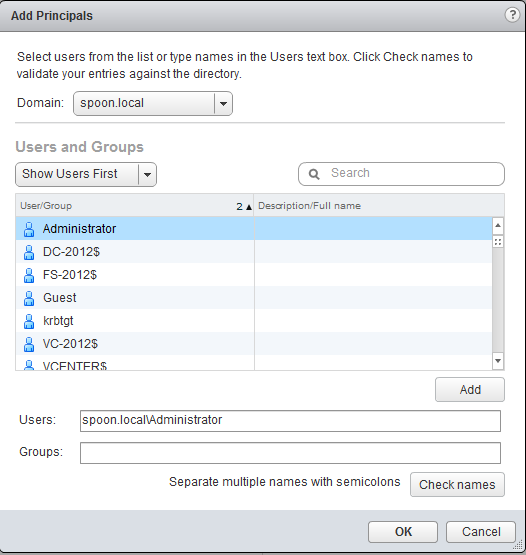 Add Principals
?
Select users from the list or type names in the Users text box. Click Check names to
validate your entries against the directory.
Domain: spoon.local
Users and Groups
Show Users First
Search
User/Group 2 Description/Full name
Administrator
DC-2012$
FS-2012$
Guest
krbtgt
VC-2012$
VCENTER$
Add
Users: spoon.local\Administrator
Groups:
Separate multiple names with semicolons Check names
OK Cancel